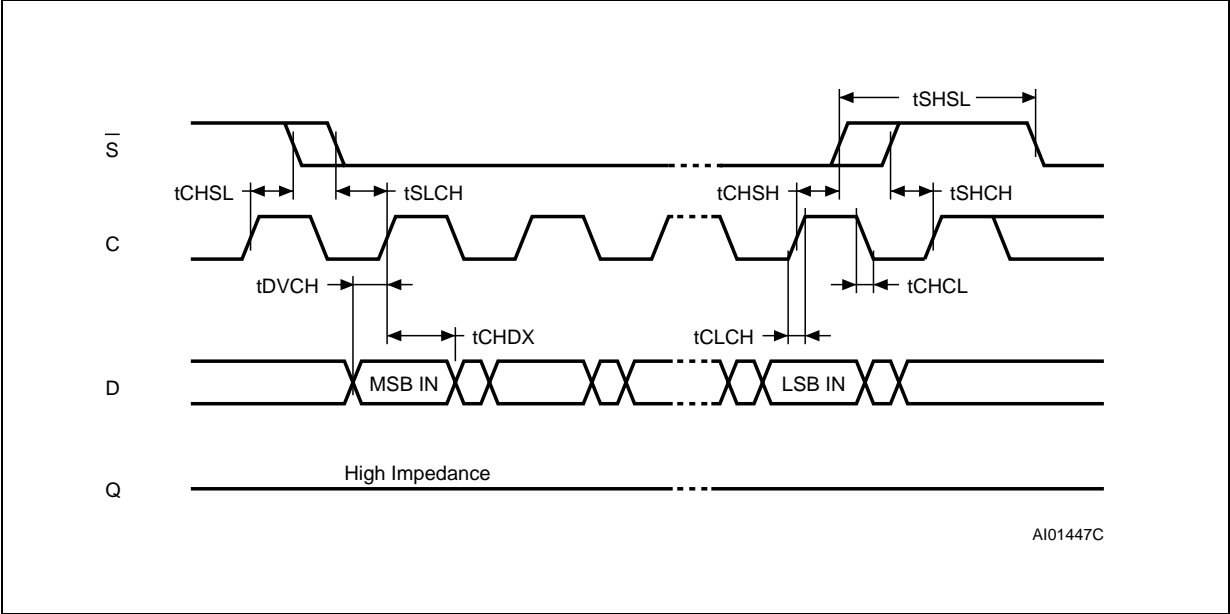 tSHSL
S̅
tCHSL
tSLCH
tCHSH
tSHCH
C
tDVCH
tCHCL
tCHDX
tCLCH
D
MSB IN
LSB IN
High Impedance
Q
AI01447C